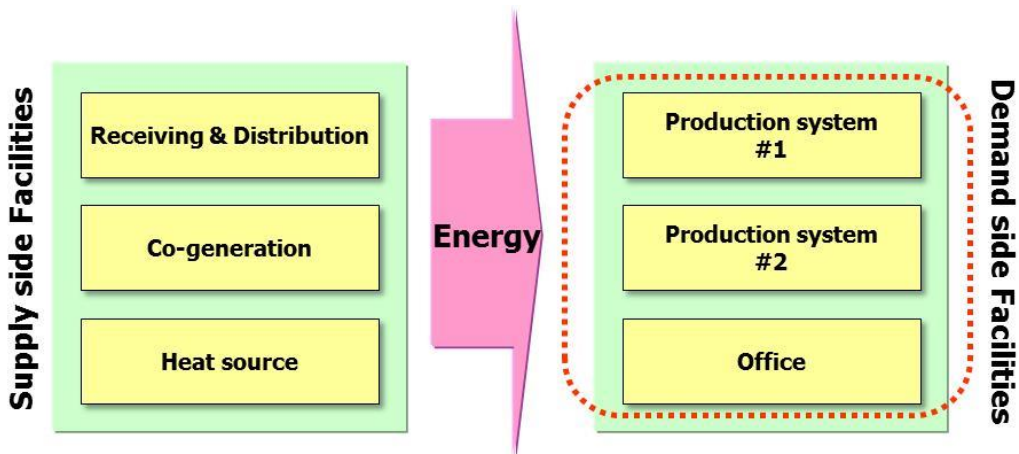 Supply side Facilities
Receiving & Distribution
Co-generation
Heat source
Energy
Production system
#1
Production system
#2
Office
Demand side Facilities